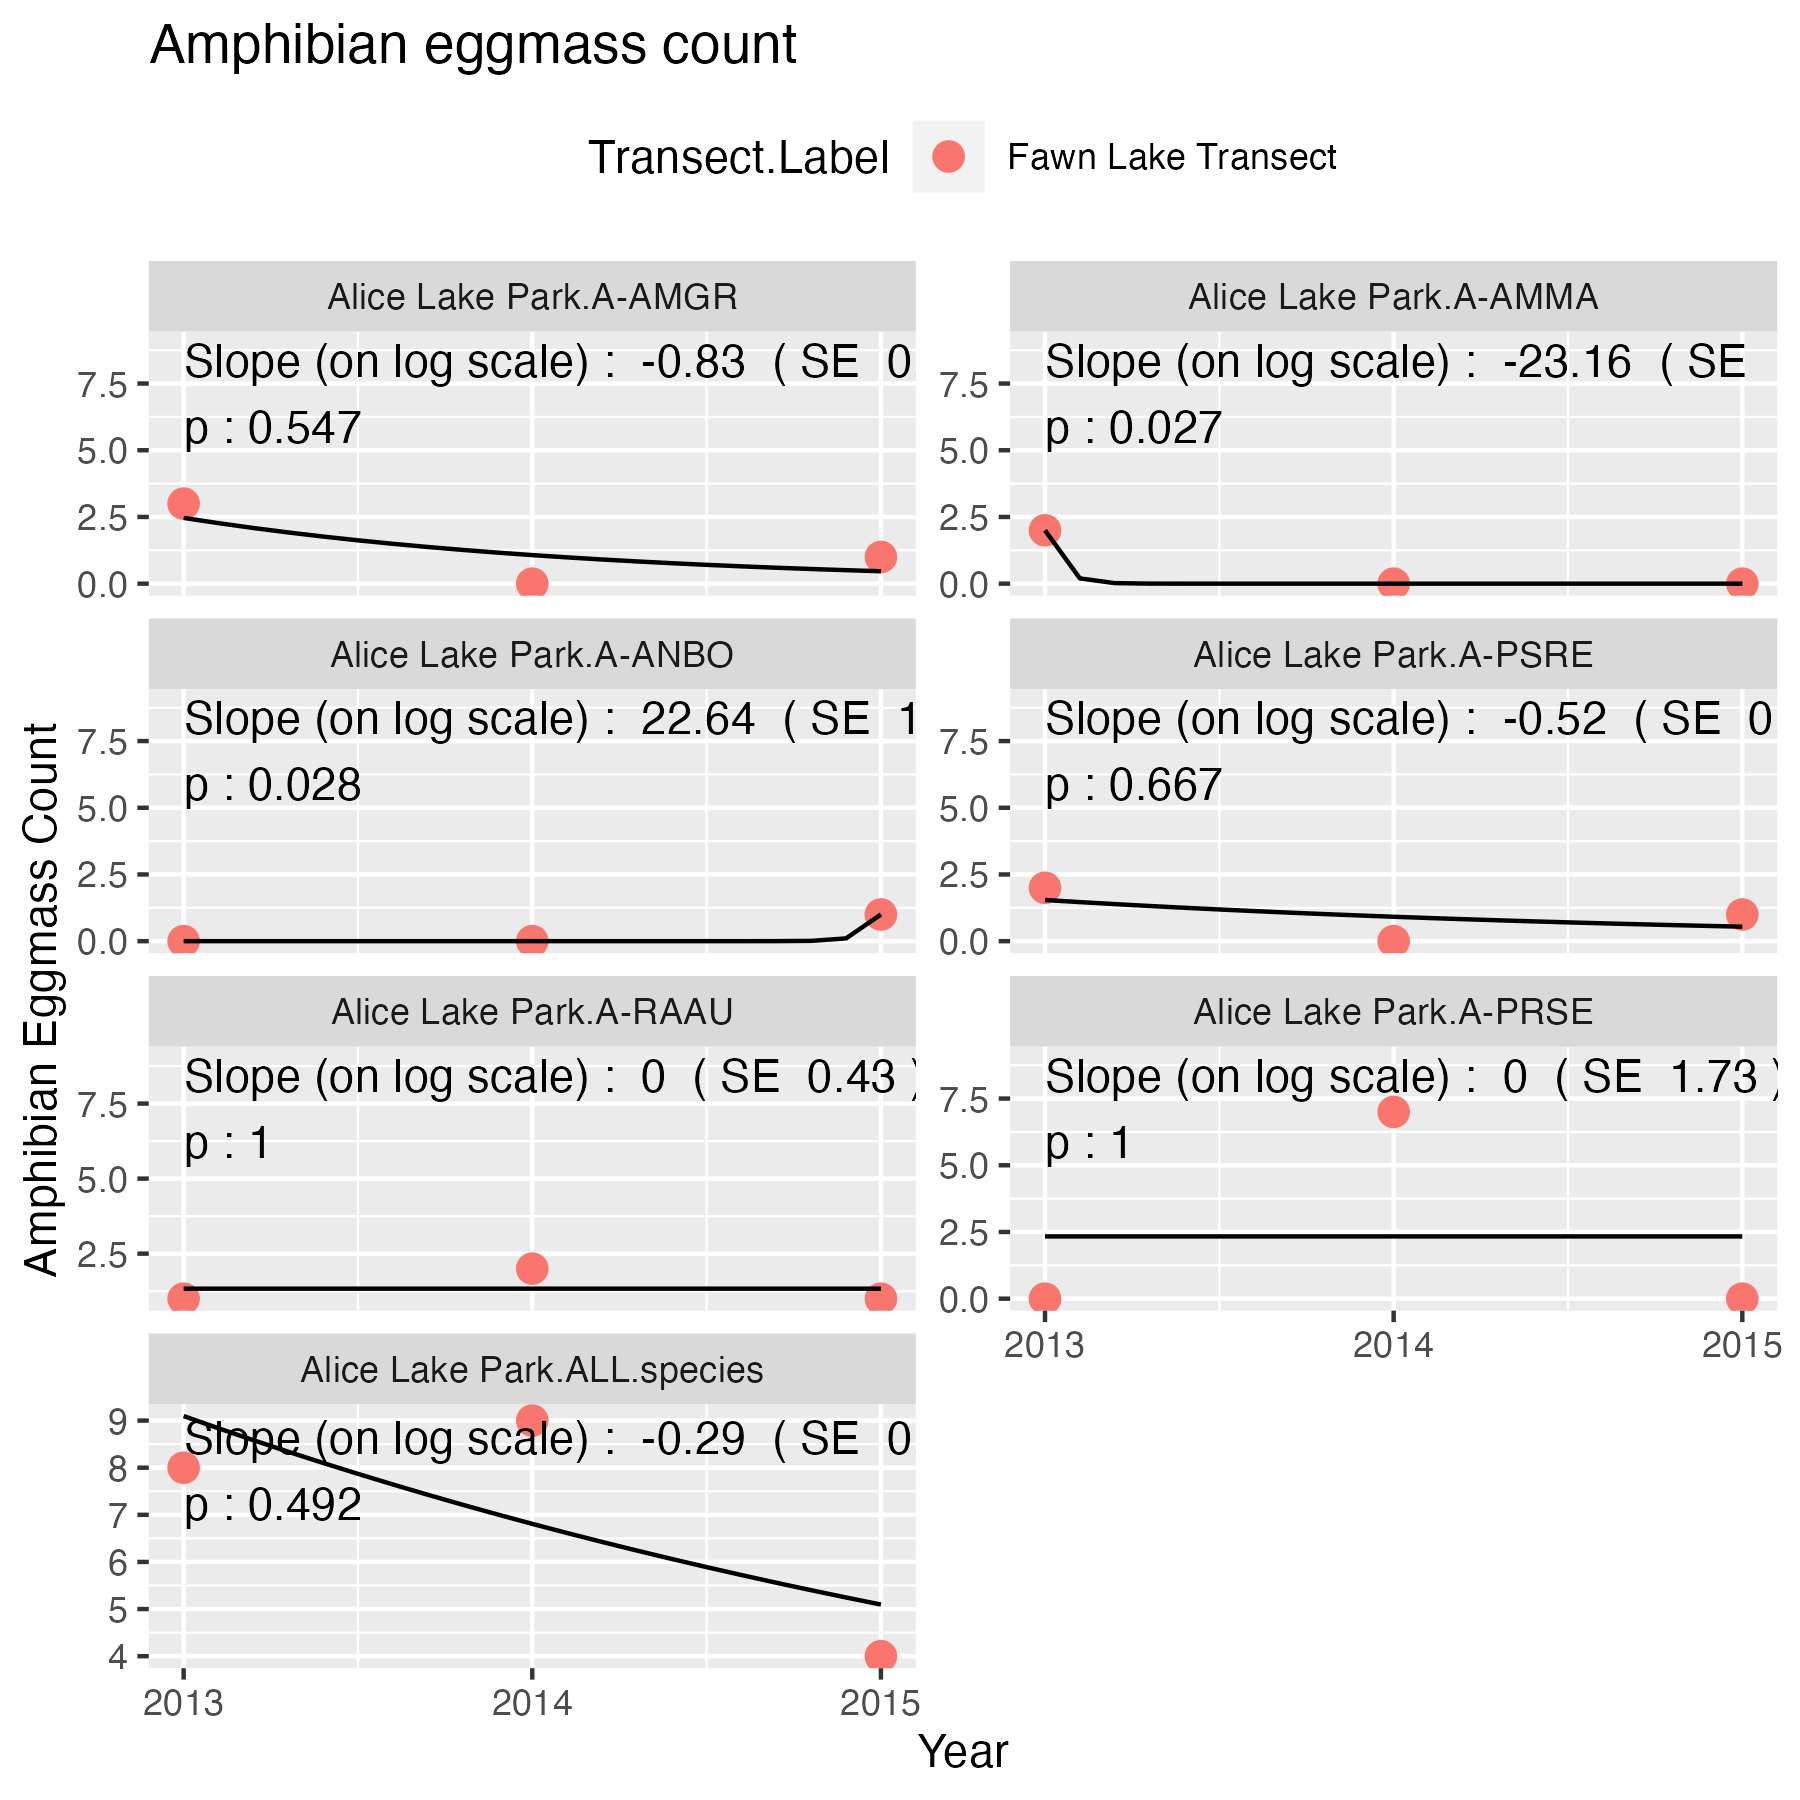 Amphibian eggmass count
Transect.Label Fawn Lake Transect
Amphibian Eggmass Count
Alice Lake Park.A-AMGR
Slope (on log scale) : -0.83 ( SE 0
p : 0.547
7.5
5.0
2.5
0.0
Alice Lake Park.A-AMMA
Slope (on log scale) : -23.16 ( SE
p : 0.027
7.5
5.0
2.5
0.0
Alice Lake Park.A-ANBO
Slope (on log scale) : 22.64 ( SE 1
p : 0.028
7.5
5.0
2.5
0.0
Alice Lake Park.A-PSRE
Slope (on log scale) : -0.52 ( SE 0
p : 0.667
7.5
5.0
2.5
0.0
Alice Lake Park.A-RAAU
Slope (on log scale) : 0 ( SE 0.43 )
p : 1
7.5
5.0
2.5
Alice Lake Park.A-PRSE
Slope (on log scale) : 0 ( SE 1.73 )
p : 1
7.5
5.0
2.5
0.0
2013 2014 2015
Alice Lake Park.ALL.species
Slope (on log scale) : -0.29 ( SE 0
p : 0.492
9
8
7
6
5
4
2013 2014 2015
Year